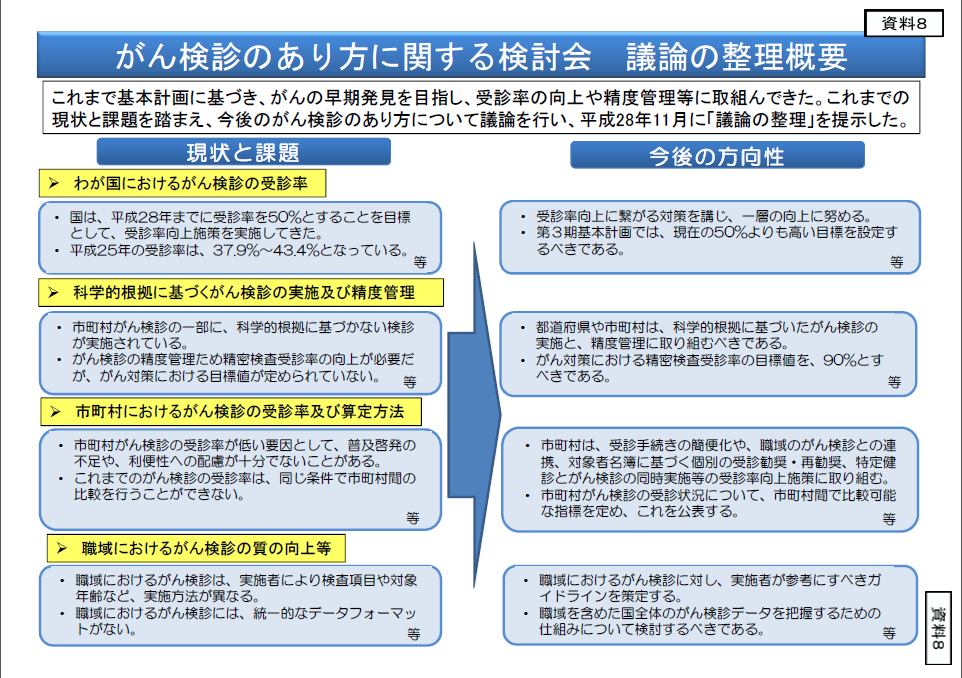 資料８
がん検診のあり方に関する検討会　議論の整理概要
これまで基本計画に基づき、がんの早期発見を目指し、受診率の向上や精度管理等に取組んできた。これまでの
現状と課題を踏まえ、今後のがん検診のあり方について議論を行い、平成28年11月に「議論の整理」を提示した。
現状と課題
今後の方向性
➢ わが国におけるがん検診の受診率
・ 国は、平成28年までに受診率を50％とすることを目標
として、受診率向上施策を実施してきた。
・ 平成25年の受診率は、37.9％～43.4％となっている。
等
・ 受診率向上に繋がる対策を講じ、一層の向上に努める。
・ 第３期基本計画では、現在の50％よりも高い目標を設定す
るべきである。
等
➢ 科学的根拠に基づくがん検診の実施及び精度管理
・ 市町村がん検診の一部に、科学的根拠に基づかない検診
が実施されている。
・ がん検診の精度管理ため精密検査受診率の向上が必要だ
が、がん対策における目標値が定められていない。
等
・ 都道府県や市町村は、科学的根拠に基づいたがん検診の
実施と、精度管理に取り組むべきである。
・ がん対策における精密検査受診率の目標値を、90％とす
べきである。
等
➢ 市町村におけるがん検診の受診率及び算定方法
・ 市町村がん検診の受診率が低い要因として、普及啓発の
不足や、利便性への配慮が十分でないことがある。
・ これまでのがん検診の受診率は、同じ条件で市町村間の
比較を行うことができない。
等
・ 市町村は、受診手続きの簡便化や、職域のがん検診との連
携、対象者名簿に基づく個別の受診勧奨・再勧奨、特定健
診とがん検診の同時実施等の受診率向上施策に取り組む。
・ 市町村がん検診の受診状況について、市町村間で比較可能
な指標を定め、これを公表する。
等
➢ 職域におけるがん検診の質の向上等
・ 職域におけるがん検診は、実施者により検査項目や対象
年齢など、実施方法が異なる。
・ 職域におけるがん検診には、統一的なデータフォーマッ
トがない。
等
・ 職域におけるがん検診に対し、実施者が参考にすべきガ
イドラインを策定する。
・ 職域を含めた国全体のがん検診データを把握するための
仕組みについて検討するべきである。
等
資料８